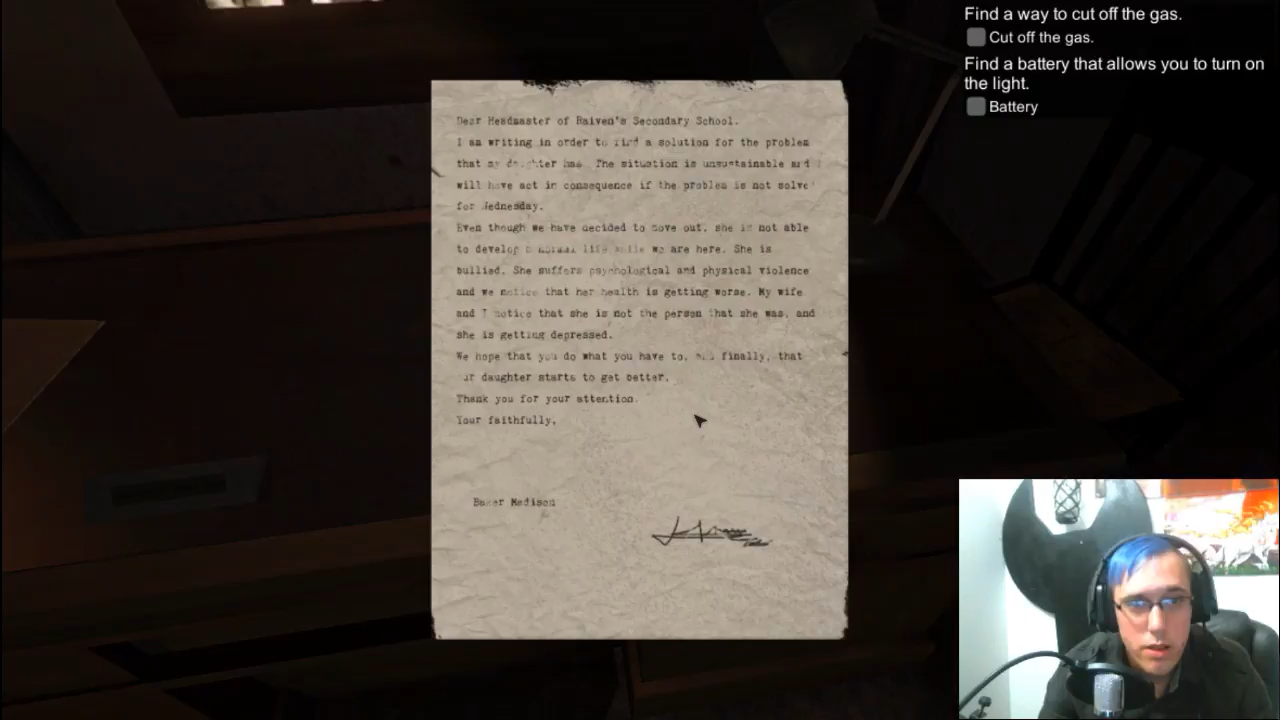 Find a way to cut off the gas.
Cut off the gas.
Find a battery that allows you to turn on
the light.
Battery
Dear Headmaster of Raiven's Secondary School.
I am writing in order to find a solution for the problem
that my daughter has. The situation is unsustainable and I
will have act in consequence if the problem is not solve
for Wednesday.
Even though we have decided to move out, she is not able
to develop a normal life while we are here. She is
bullied. She suffers psychological and physical violence
and we notice that her health is getting worse. My wife
and I notice that she is not the person that she was, and
she is getting depressed.
We hope that you do what you have to, and finally, that
our daughter starts to get better.
Thank you for your attention.
Your faithfully,
Baker Madison